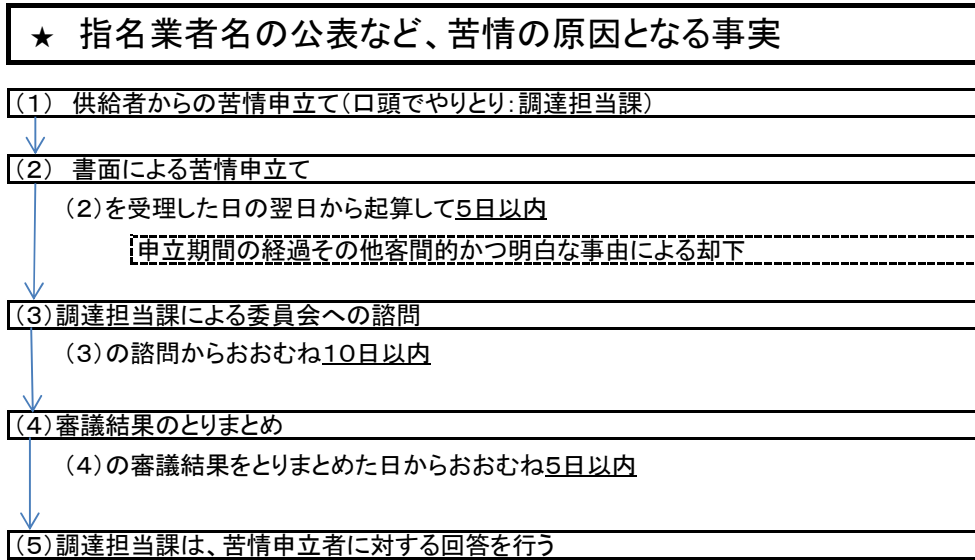 ★ 指名業者名の公表など、苦情の原因となる事実
(1) 供給者からの苦情申立て(口頭でやりとり:調達担当課)
(2) 書面による苦情申立て
(2)を受理した日の翌日から起算して5日以内
申立期間の経過その他客間的かつ明白な事由による却下
(3)調達担当課による委員会への諮問
(3)の諮問からおおむね10日以内
(4)審議結果のとりまとめ
(4)の審議結果をとりまとめた日からおおむね5日以内
(5)調達担当課は、苦情申立者に対する回答を行う